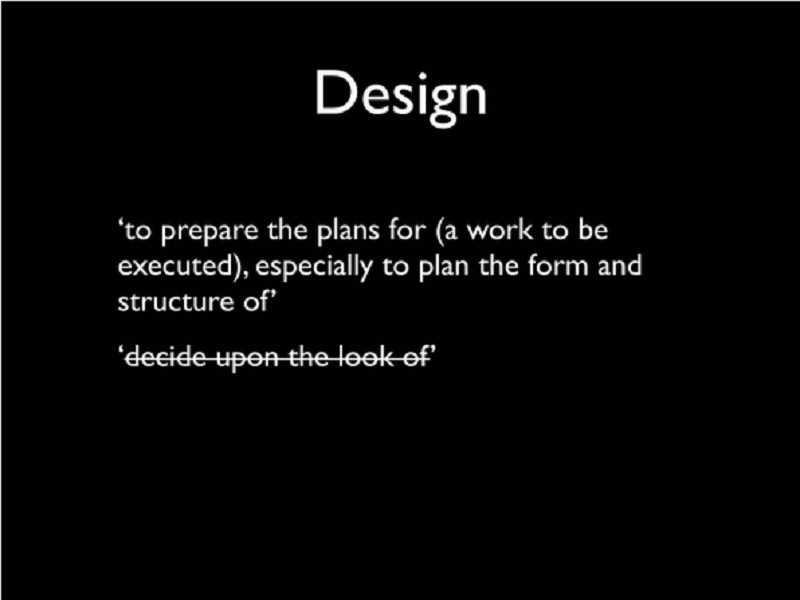 Design
‘to prepare the plans for (a work to be
executed), especially to plan the form and
structure of’
‘decide upon the look of’